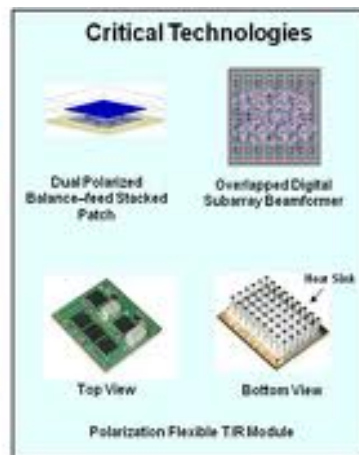 Critical Technologies
Dual Polarized
Balance-feed Stacked
Patch
Overlapped Digital
Subarray Beamformer
Heat Sink
Top View
Bottom View
Polarization Flexible T/R Module